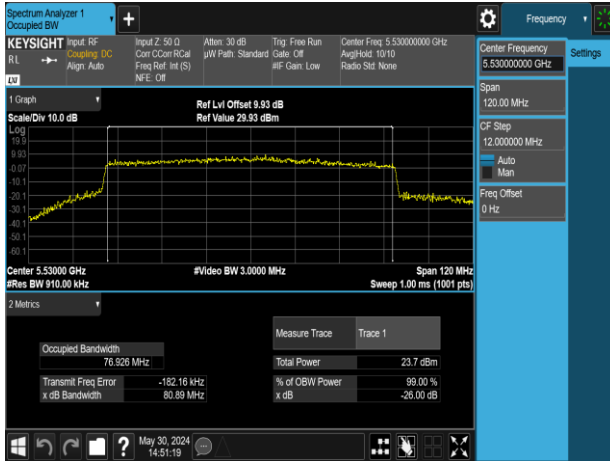 Spectrum Analyzer 1
Occupied BW
+
Frequency
KEYSIGHT
RL
LXI
Input: RF
Coupling: DC
Align: Auto
Input Z: 50 Ω
Corr CCorr RCal
Freq Ref: Int (S)
NFE: Off
Atten: 30 dB
µW Path: Standard
Trig: Free Run
Gate: Off
#IF Gain: Low
Center Freq: 5.530000000 GHz
Avg|Hold: 10/10
Radio Std: None
Center Frequency
5.530000000 GHz
Settings
Span
120.00 MHz
CF Step
12.000000 MHz
Auto
Man
Freq Offset
0 Hz
1 Graph
Scale/Div 10.0 dB
Ref Lvl Offset 9.93 dB
Ref Value 29.93 dBm
Log
19.9
9.93
-0.07
-10.1
-20.1
-30.1
-40.1
-50.1
-60.1
Center 5.53000 GHz
#Res BW 910.00 kHz
#Video BW 3.0000 MHz
Span 120 MHz
Sweep 1.00 ms (1001 pts)
2 Metrics
Measure Trace Trace 1
Occupied Bandwidth
76.926 MHz
Total Power 23.7 dBm
Transmit Freq Error -182.16 kHz
% of OBW Power 99.00 %
x dB Bandwidth 80.89 MHz
x dB -26.00 dB
?
May 30, 2024
14:51:19